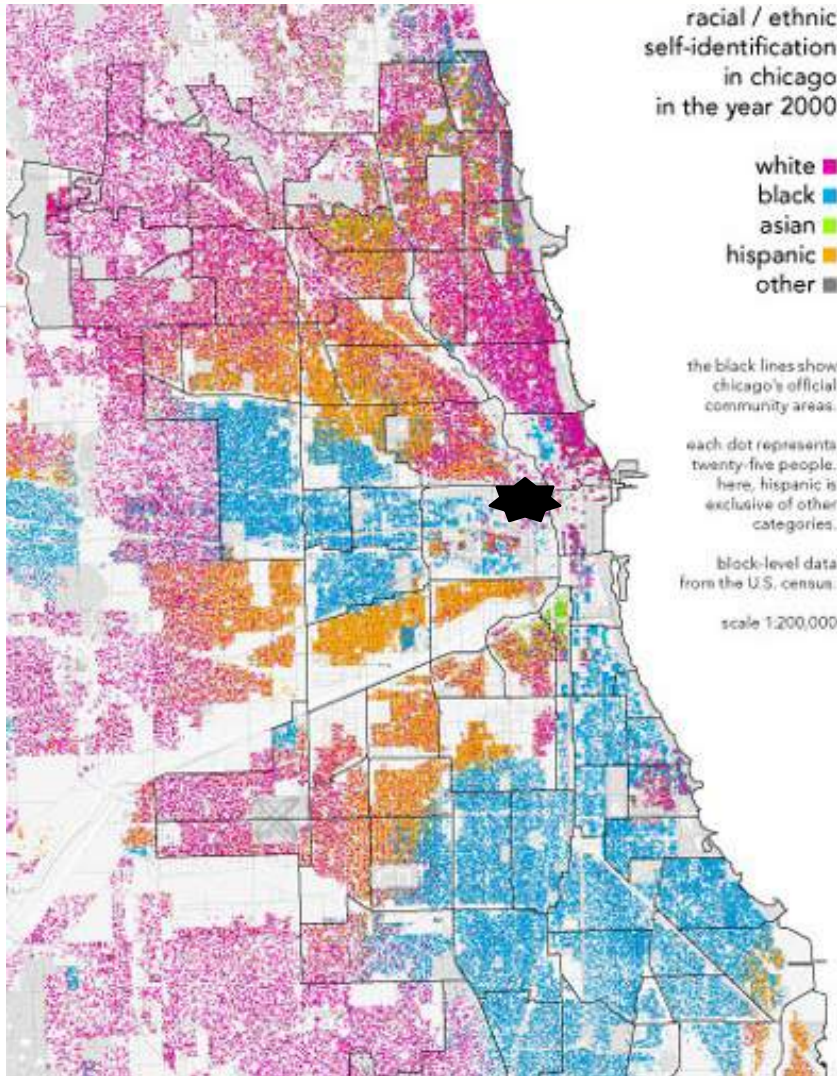 racial / ethnic
self-identification
in chicago
in the year 2000
white
black
asian
hispanic
other
the black lines show
chicago's official
community areas.
each dot represents
twenty-five people.
here, hispanic is
exclusive of other
categories.
block-level data
from the U.S. census.
scale 1:200,000